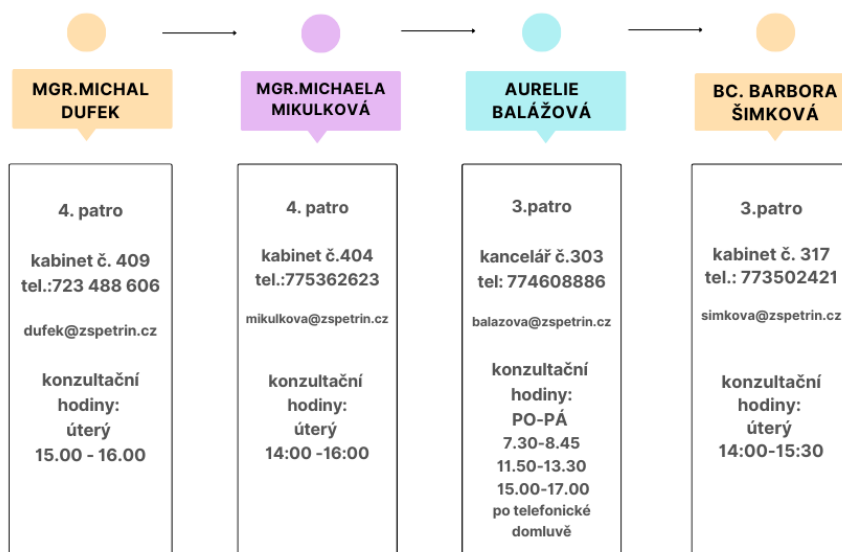 MGR.MICHAL
DUFEK
4. patro
kabinet č. 409
tel.:723 488 606
dufek@zspetrin.cz
konzultační
hodiny:
úterý
15.00 - 16.00
MGR.MICHAELA
MIKULKOVÁ
4. patro
kabinet č.404
tel.:775362623
mikulkova@zspetrin.cz
konzultační
hodiny:
úterý
14:00 -16:00
AURELIE
BALÁŽOVÁ
3.patro
kancelář č.303
tel: 774608886
balazova@zspetrin.cz
konzultační
hodiny:
PO-PÁ
7.30-8.45
11.50-13.30
15.00-17.00
po telefonické
domluvě
BC. BARBORA
ŠIMKOVÁ
3.patro
kabinet č. 317
tel.: 773502421
simkova@zspetrin.cz
konzultační
hodiny:
úterý
14:00-15:30